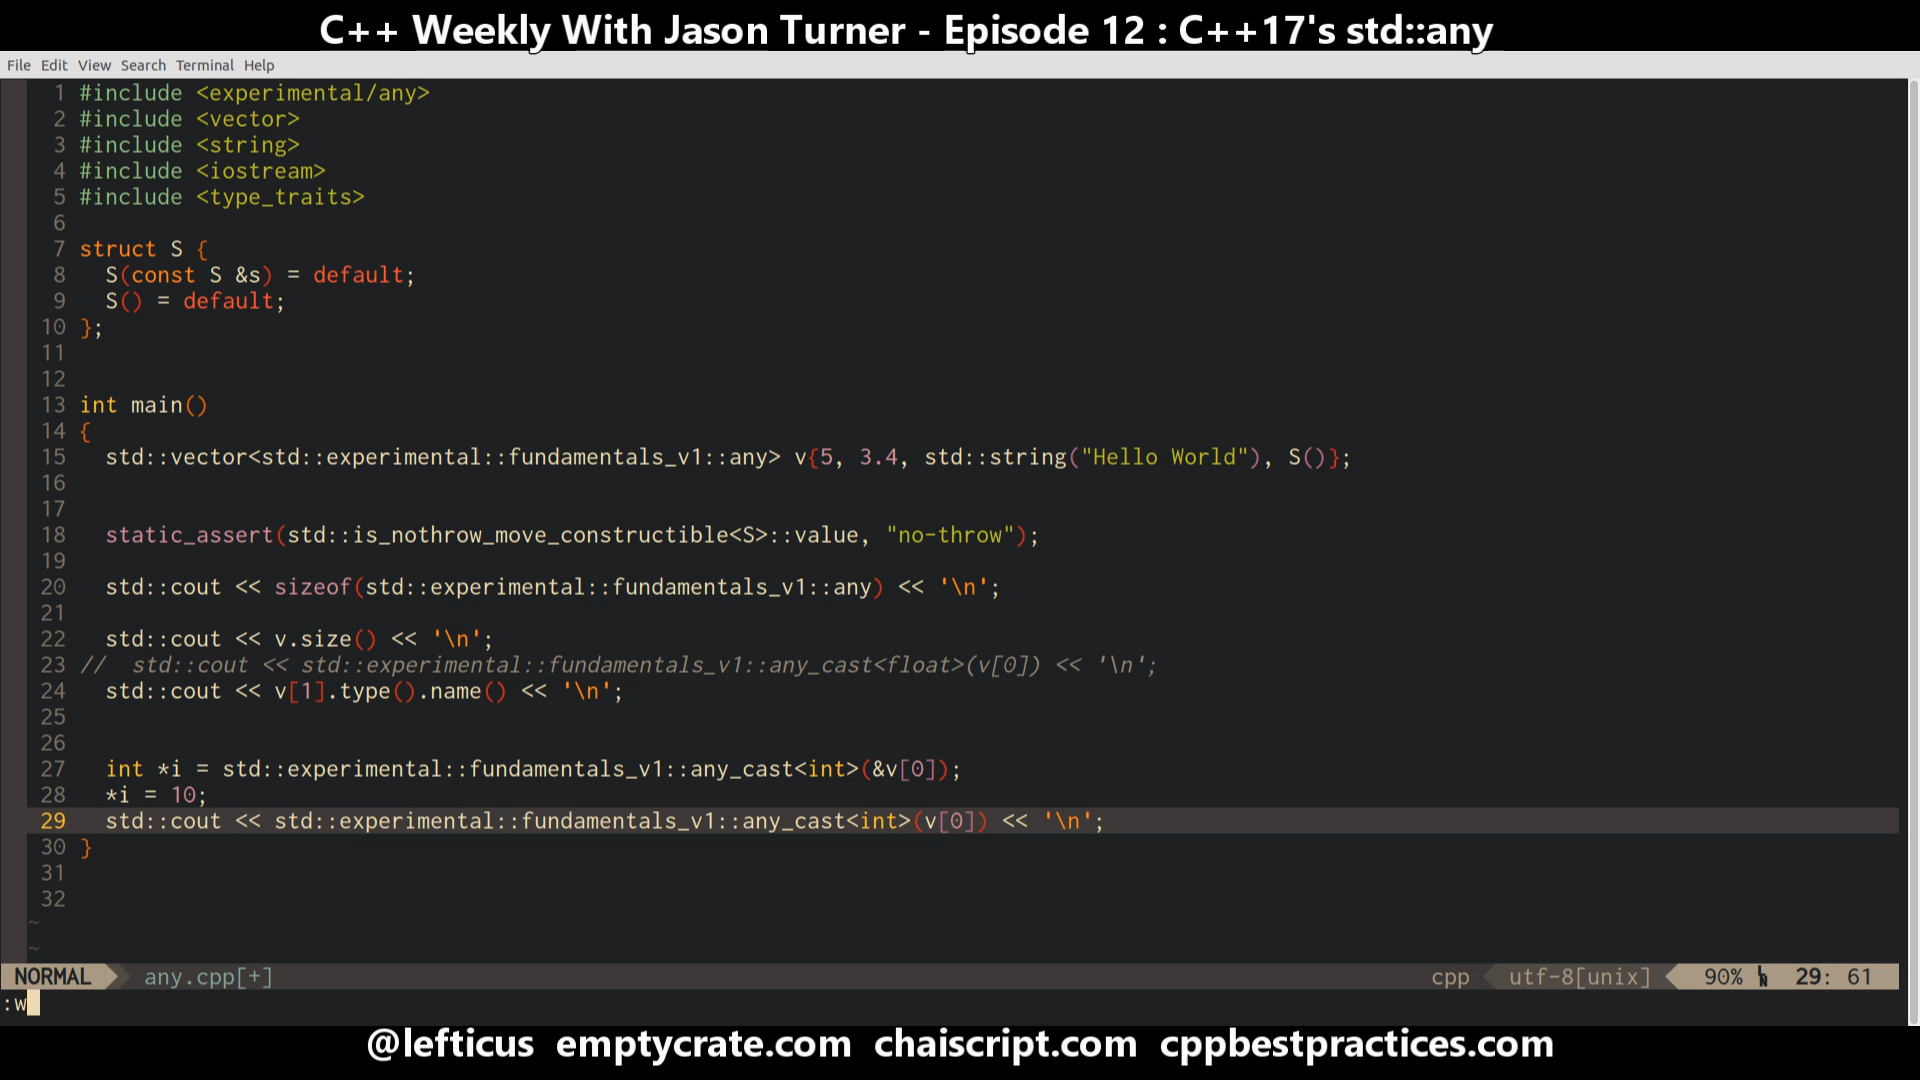 C++ Weekly With Jason Turner - Episode 12 : C++17's std::any
File Edit View Search Terminal Help
1 #include <experimental/any>
2 #include <vector>
3 #include <string>
4 #include <iostream>
5 #include <type_traits>
6
7 struct S {
8   S(const S &s) = default;
9   S() = default;
10 };
11
12
13 int main()
14 {
15   std::vector<std::experimental::fundamentals_v1::any> v{5, 3.4, std::string("Hello World"), S()};
16
17
18   static_assert(std::is_nothrow_move_constructible<S>::value, "no-throw");
19
20   std::cout << sizeof(std::experimental::fundamentals_v1::any) << '\n';
21
22   std::cout << v.size() << '\n';
23 //  std::cout << std::experimental::fundamentals_v1::any_cast<float>(v[0]) << '\n';
24   std::cout << v[1].type().name() << '\n';
25
26
27   int *i = std::experimental::fundamentals_v1::any_cast<int>(&v[0]);
28   *i = 10;
29   std::cout << std::experimental::fundamentals_v1::any_cast<int>(v[0]) << '\n';
30 }
31
32
~
~
NORMAL any.cpp[+] cpp utf-8[unix] 90% 29: 61
:w
@lefticus emptycrate.com chaiscript.com cppbestpractices.com